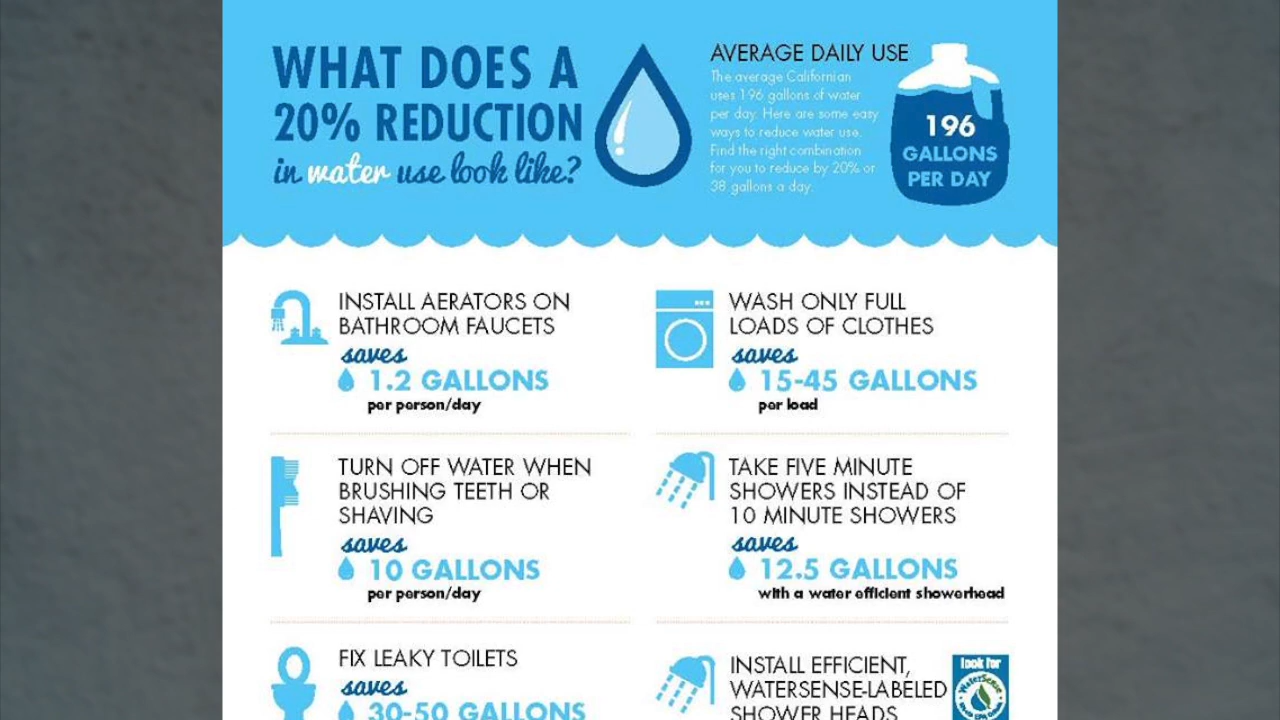 WHAT DOES A
20% REDUCTION
in water use look like?
AVERAGE DAILY USE
The average Californian
uses 196 gallons of water
per day. Here are some easy
ways to reduce water use.
Find the right combination
for you to reduce by 20% or
38 gallons a day.
196
GALLONS
PER DAY
INSTALL AERATORS ON
BATHROOM FAUCETS
saves
1.2 GALLONS
per person/day
WASH ONLY FULL
LOADS OF CLOTHES
saves
15-45 GALLONS
per load
TURN OFF WATER WHEN
BRUSHING TEETH OR
SHAVING
saves
10 GALLONS
per person/day
TAKE FIVE MINUTE
SHOWERS INSTEAD OF
10 MINUTE SHOWERS
saves
12.5 GALLONS
with a water efficient showerhead
FIX LEAKY TOILETS
saves
30-50 GALLONS
INSTALL EFFICIENT,
WATERSENSE-LABELED
SHOWER HEADS
look for
WaterSense